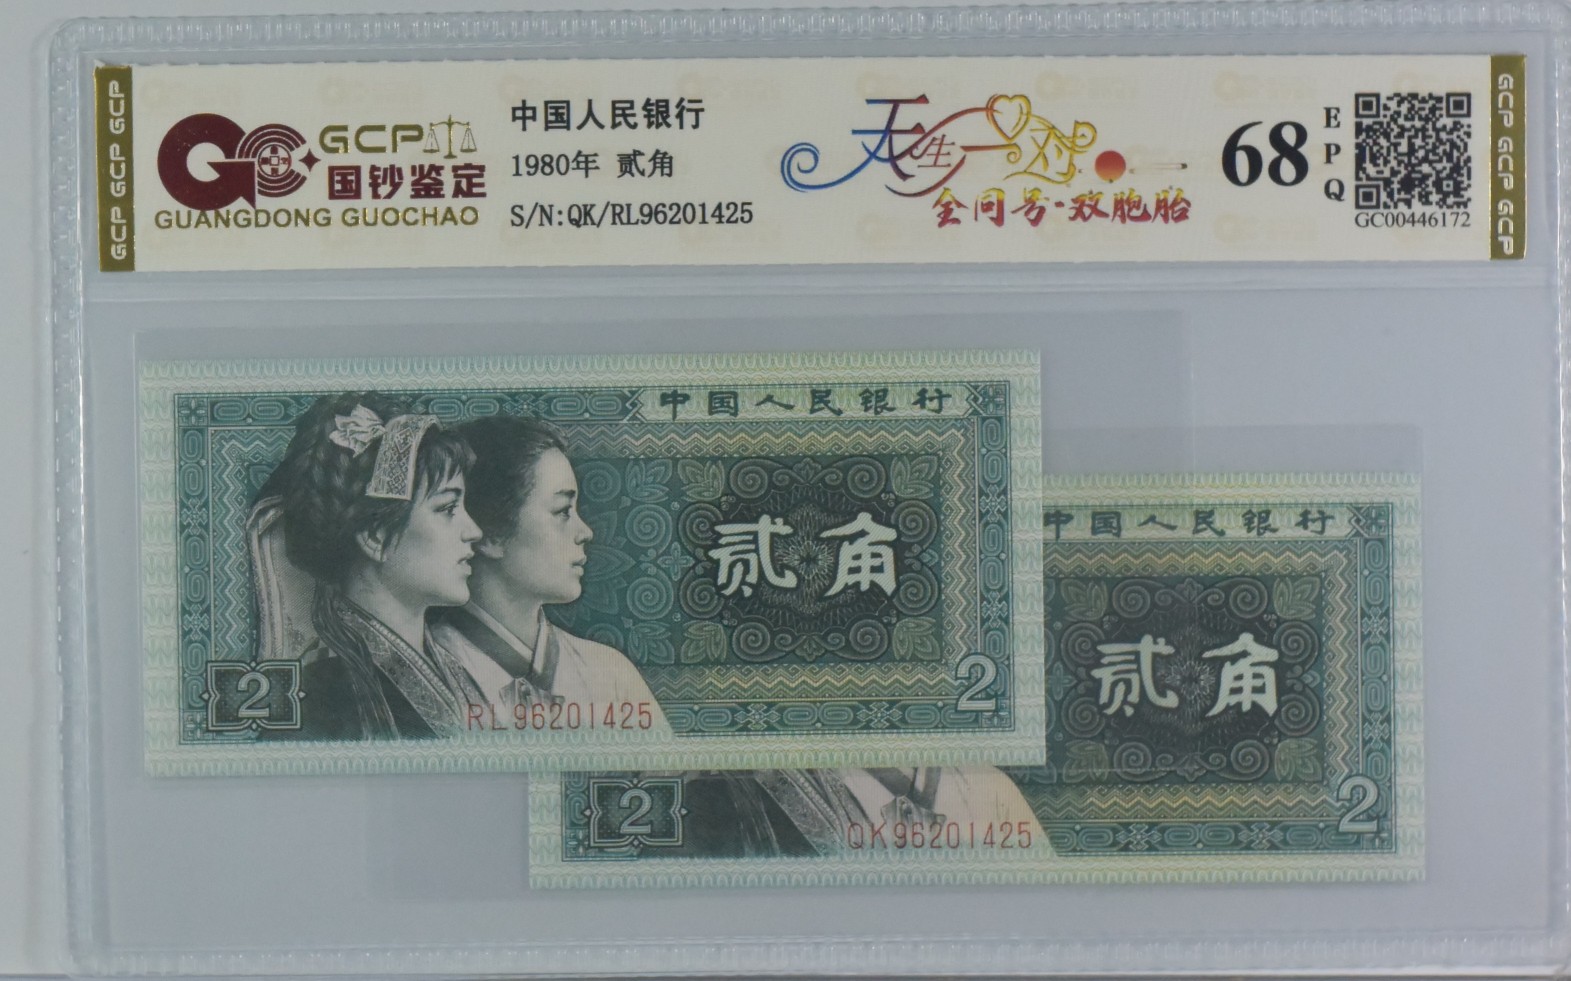 GCP GCP GCP
GCP
国钞鉴定
GUANGDONG GUOCHAO
中国人民银行
1980年 贰角
S/N:QK/RL96201425
天生一对
全同号·双胞胎
68
EPQ
GC00446172
GCP GCP GCP
中国人民银行
贰角
2
2
RL96201425
中国人民银行
贰角
2
2
QK96201425